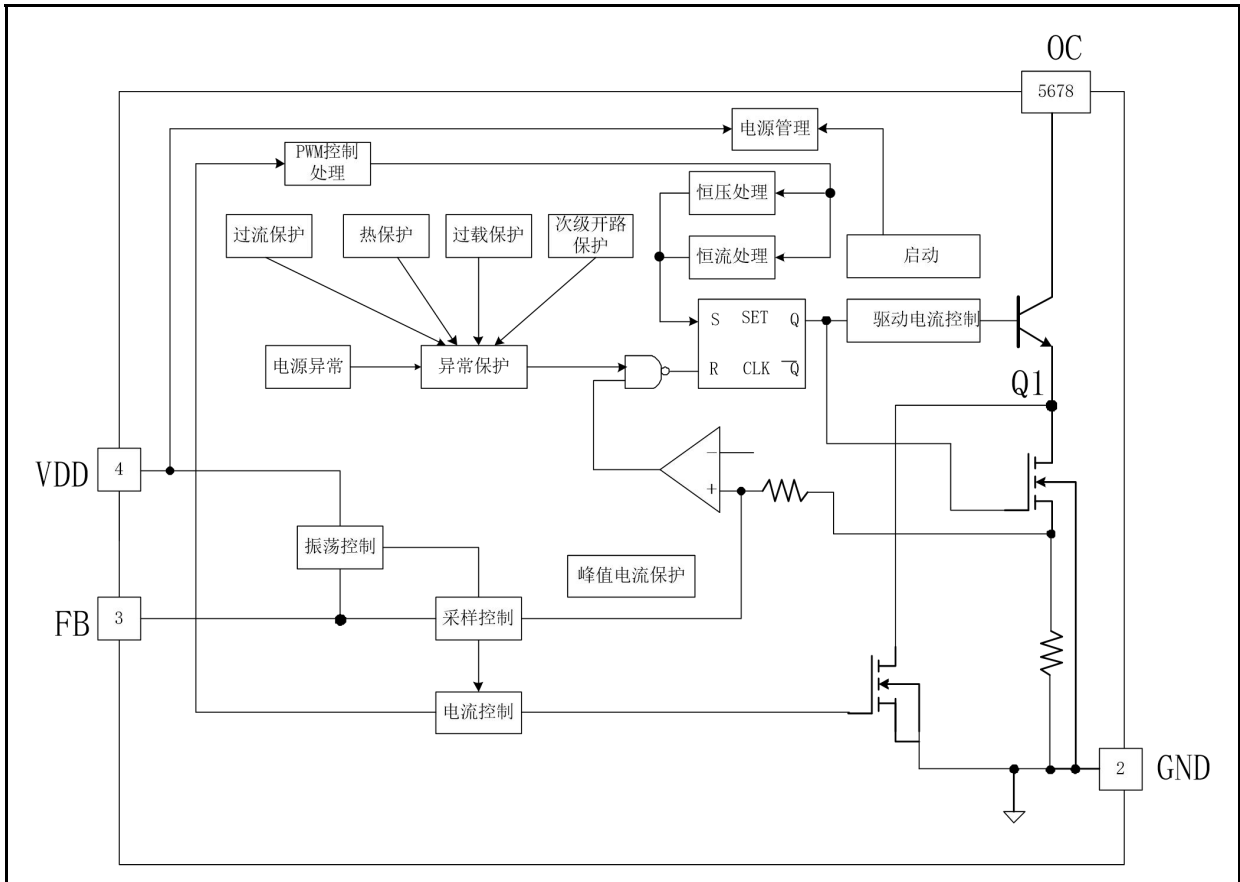 OC
5678
电源管理
PWM控制
处理
恒压处理
过流保护
热保护
过载保护
次级开路
保护
恒流处理
启动
S SET Q
驱动电流控制
电源异常
异常保护
R CLK Q
Q1
VDD
4
-
+
振荡控制
峰值电流保护
FB
3
采样控制
电流控制
2
GND